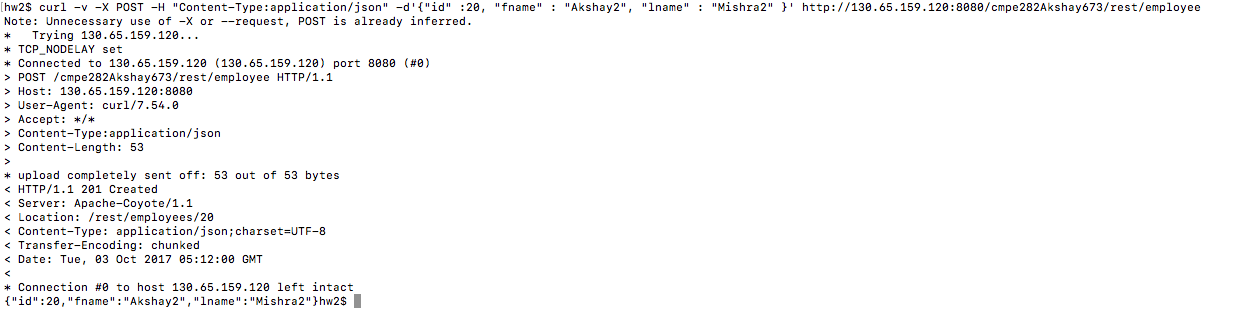 [hw2$ curl -v -X POST -H "Content-Type:application/json" -d'{"id" :20, "fname" : "Akshay2", "lname" : "Mishra2" }' http://130.65.159.120:8080/cmpe282Akshay673/rest/employee
Note: Unnecessary use of -X or --request, POST is already inferred.
*   Trying 130.65.159.120...
* TCP_NODELAY set
* Connected to 130.65.159.120 (130.65.159.120) port 8080 (#0)
> POST /cmpe282Akshay673/rest/employee HTTP/1.1
> Host: 130.65.159.120:8080
> User-Agent: curl/7.54.0
> Accept: */*
> Content-Type:application/json
> Content-Length: 53
>
* upload completely sent off: 53 out of 53 bytes
< HTTP/1.1 201 Created
< Server: Apache-Coyote/1.1
< Location: /rest/employees/20
< Content-Type: application/json;charset=UTF-8
< Transfer-Encoding: chunked
< Date: Tue, 03 Oct 2017 05:12:00 GMT
<
* Connection #0 to host 130.65.159.120 left intact
{"id":20,"fname":"Akshay2","lname":"Mishra2"}hw2$